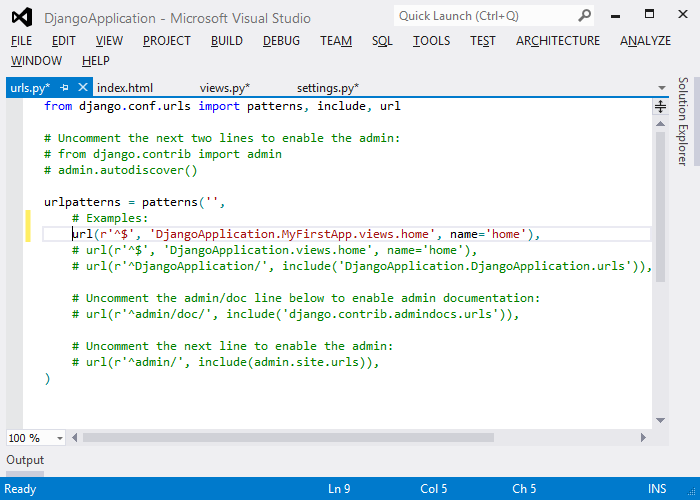 DjangoApplication - Microsoft Visual Studio
Quick Launch (Ctrl+Q)
FILE EDIT VIEW PROJECT BUILD DEBUG TEAM SQL TOOLS TEST ARCHITECTURE ANALYZE
WINDOW HELP
urls.py* index.html views.py* settings.py*
Solution Explorer
from django.conf.urls import patterns, include, url
# Uncomment the next two lines to enable the admin:
# from django.contrib import admin
# admin.autodiscover()
urlpatterns = patterns('',
# Examples:
url(r'^$', 'DjangoApplication.MyFirstApp.views.home', name='home'),
# url(r'^$', 'DjangoApplication.views.home', name='home'),
# url(r'^DjangoApplication/', include('DjangoApplication.DjangoApplication.urls')),
# Uncomment the admin/doc line below to enable admin documentation:
# url(r'^admin/doc/', include('django.contrib.admindocs.urls')),
# Uncomment the next line to enable the admin:
# url(r'^admin/', include(admin.site.urls)),
)
100 %
Output
Ready Ln 9 Col 5 Ch 5 INS